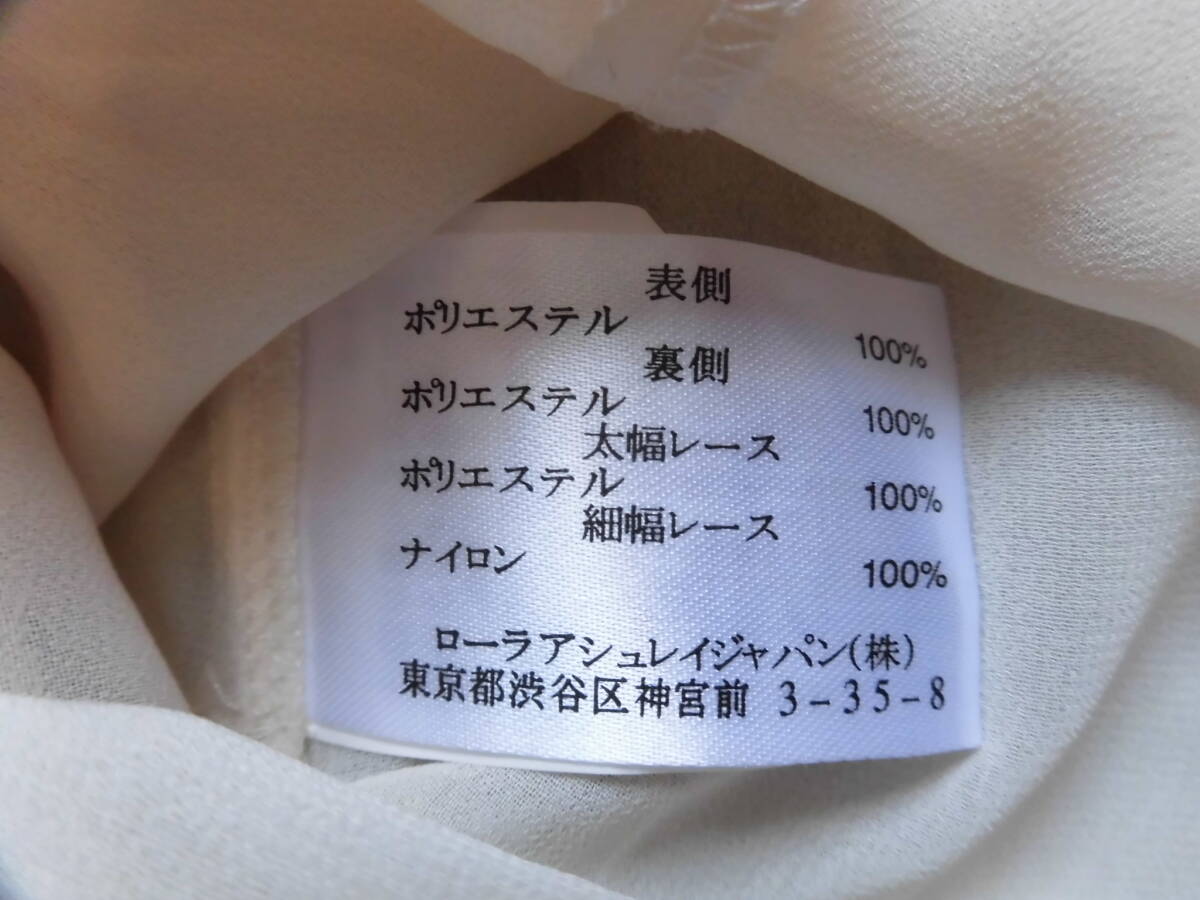 表側
ポリエステル 100%
裏側
ポリエステル 100%
太幅レース
ポリエステル 100%
細幅レース
ナイロン 100%
ローラアシュレイジャパン(株)
東京都渋谷区神宮前 3-35-8